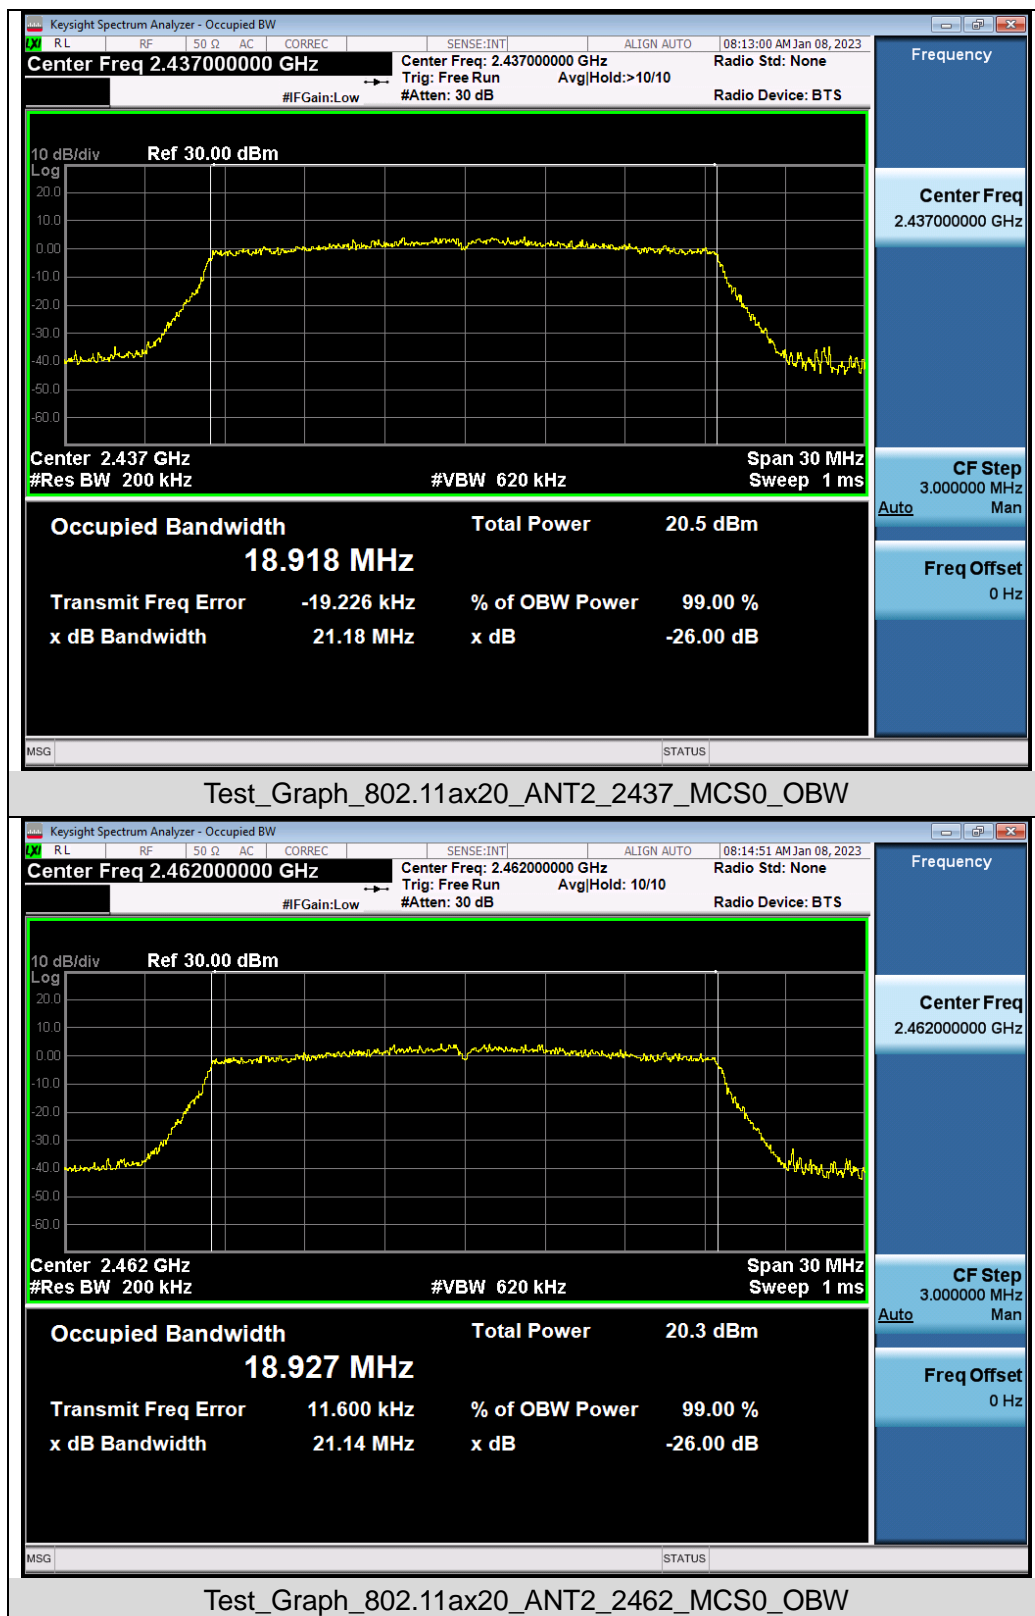 Keysight Spectrum Analyzer - Occupied BW
LXI RL RF 50 Ω AC CORREC SENSE:INT ALIGN AUTO 08:13:00 AM Jan 08, 2023
Center Freq 2.437000000 GHz
Center Freq: 2.437000000 GHz
Radio Std: None
Trig: Free Run Avg|Hold:>10/10
#IFGain:Low
#Atten: 30 dB
Radio Device: BTS
Frequency
10 dB/div Ref 30.00 dBm
Log
20.0
10.0
0.00
-10.0
-20.0
-30.0
-40.0
-50.0
-60.0
Center 2.437 GHz Span 30 MHz
#Res BW 200 kHz #VBW 620 kHz Sweep 1 ms
Center Freq
2.437000000 GHz
CF Step
3.000000 MHz
Auto Man
Freq Offset
0 Hz
Occupied Bandwidth Total Power 20.5 dBm
18.918 MHz
Transmit Freq Error -19.226 kHz % of OBW Power 99.00 %
x dB Bandwidth 21.18 MHz x dB -26.00 dB
MSG STATUS
Test_Graph_802.11ax20_ANT2_2437_MCS0_OBW
Keysight Spectrum Analyzer - Occupied BW
LXI RL RF 50 Ω AC CORREC SENSE:INT ALIGN AUTO 08:14:51 AM Jan 08, 2023
Center Freq 2.462000000 GHz
Center Freq: 2.462000000 GHz
Radio Std: None
Trig: Free Run Avg|Hold: 10/10
#IFGain:Low
#Atten: 30 dB
Radio Device: BTS
Frequency
10 dB/div Ref 30.00 dBm
Log
20.0
10.0
0.00
-10.0
-20.0
-30.0
-40.0
-50.0
-60.0
Center 2.462 GHz Span 30 MHz
#Res BW 200 kHz #VBW 620 kHz Sweep 1 ms
Center Freq
2.462000000 GHz
CF Step
3.000000 MHz
Auto Man
Freq Offset
0 Hz
Occupied Bandwidth Total Power 20.3 dBm
18.927 MHz
Transmit Freq Error 11.600 kHz % of OBW Power 99.00 %
x dB Bandwidth 21.14 MHz x dB -26.00 dB
MSG STATUS
Test_Graph_802.11ax20_ANT2_2462_MCS0_OBW